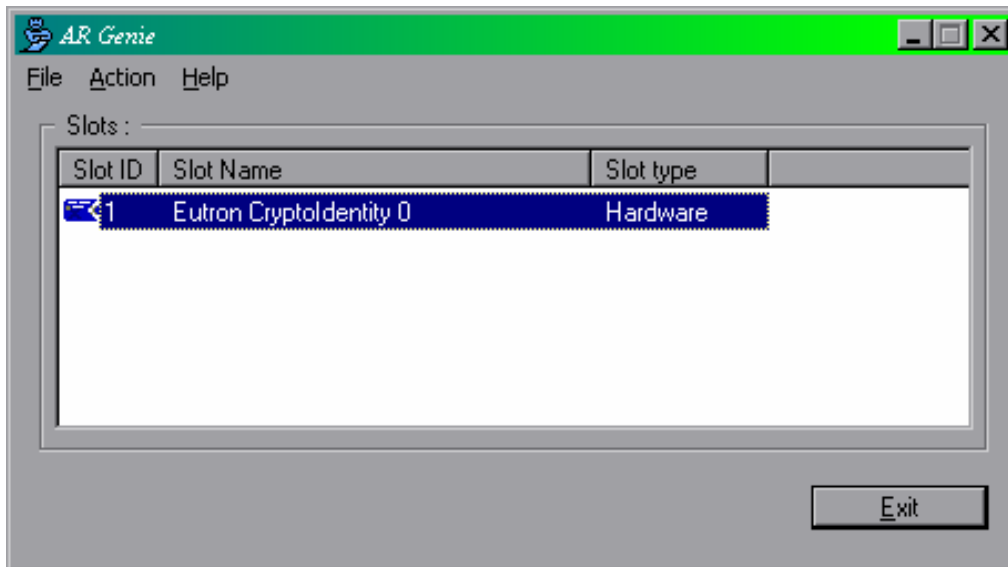 AR Genie
File Action Help
Slots :
Slot ID Slot Name Slot type
1 Eutron CryptoIdentity 0 Hardware
Exit